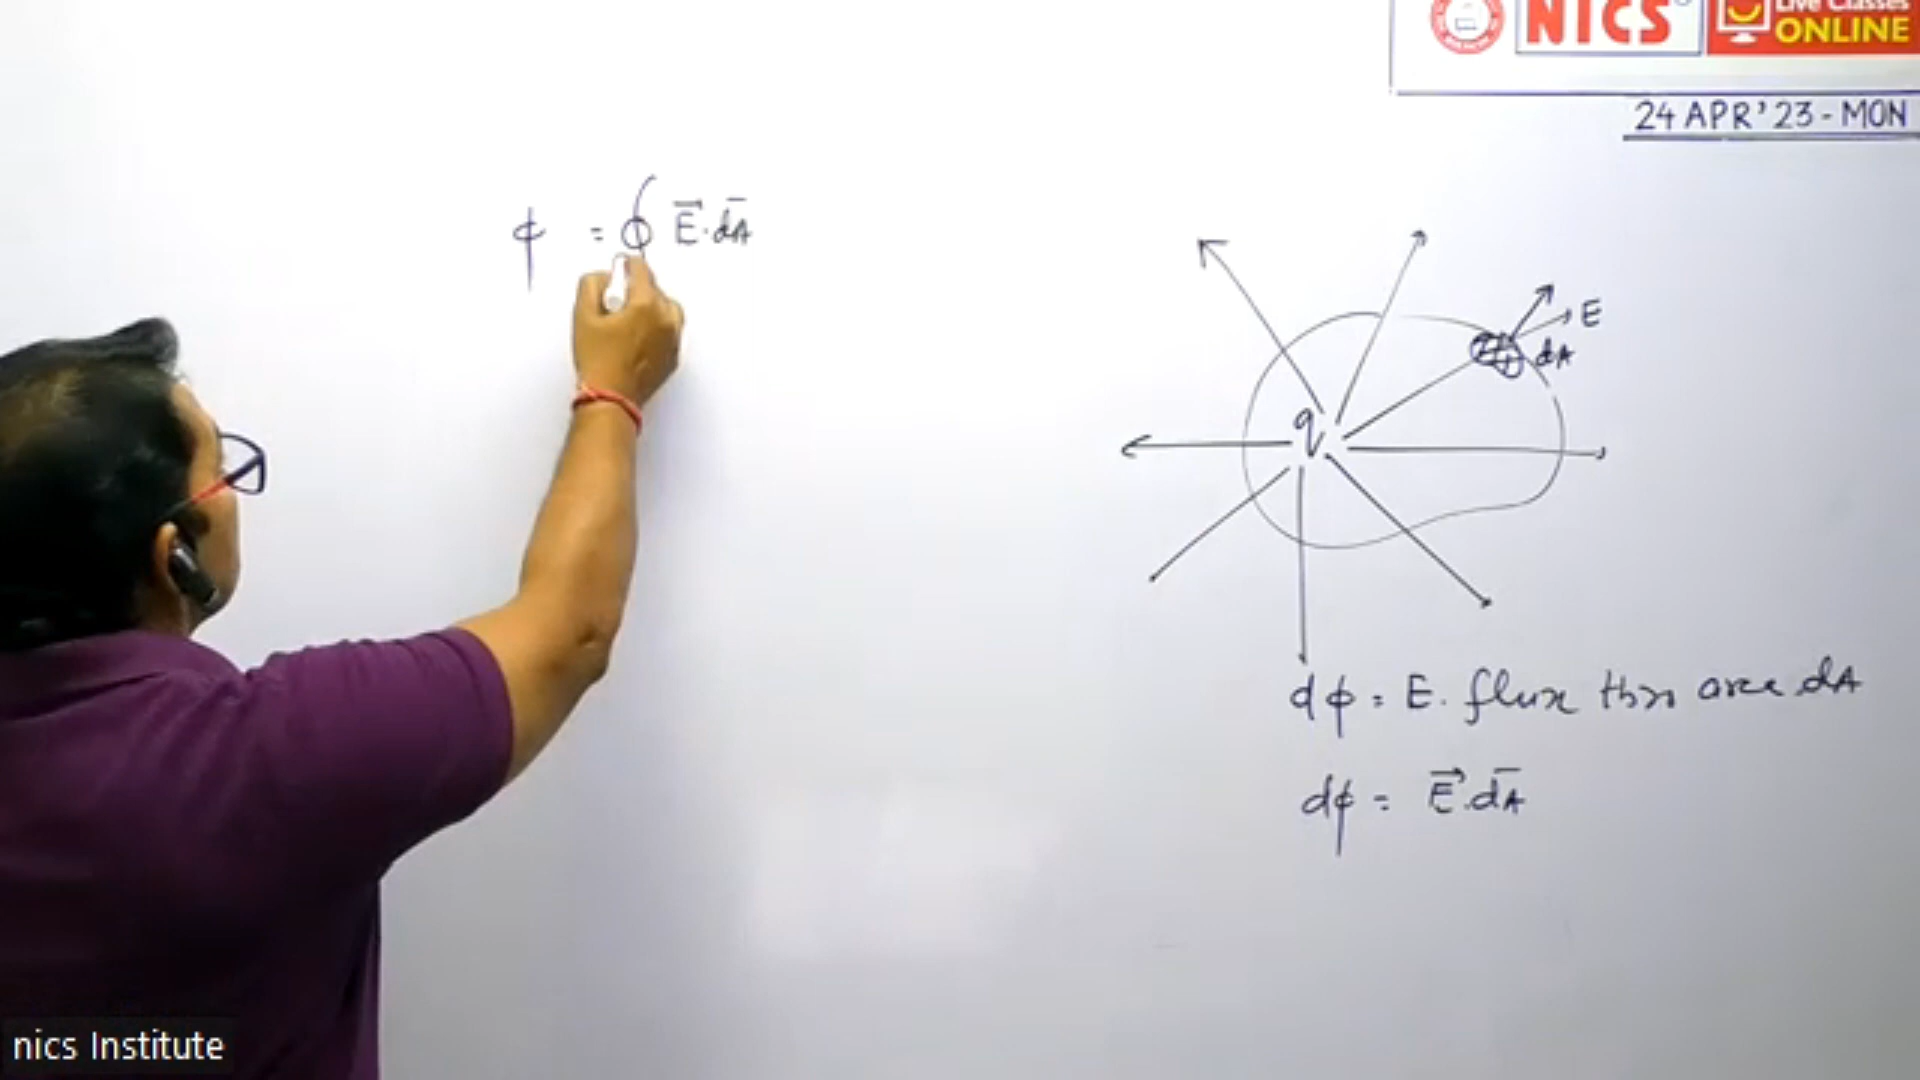 NICS
Live Classes
ONLINE
24 APR'23-MON
ϕ = ∮ E⃗·dA̅
E
dA
q
dϕ = E. flux thro area dA
dϕ = E⃗.dA̅
nics Institute